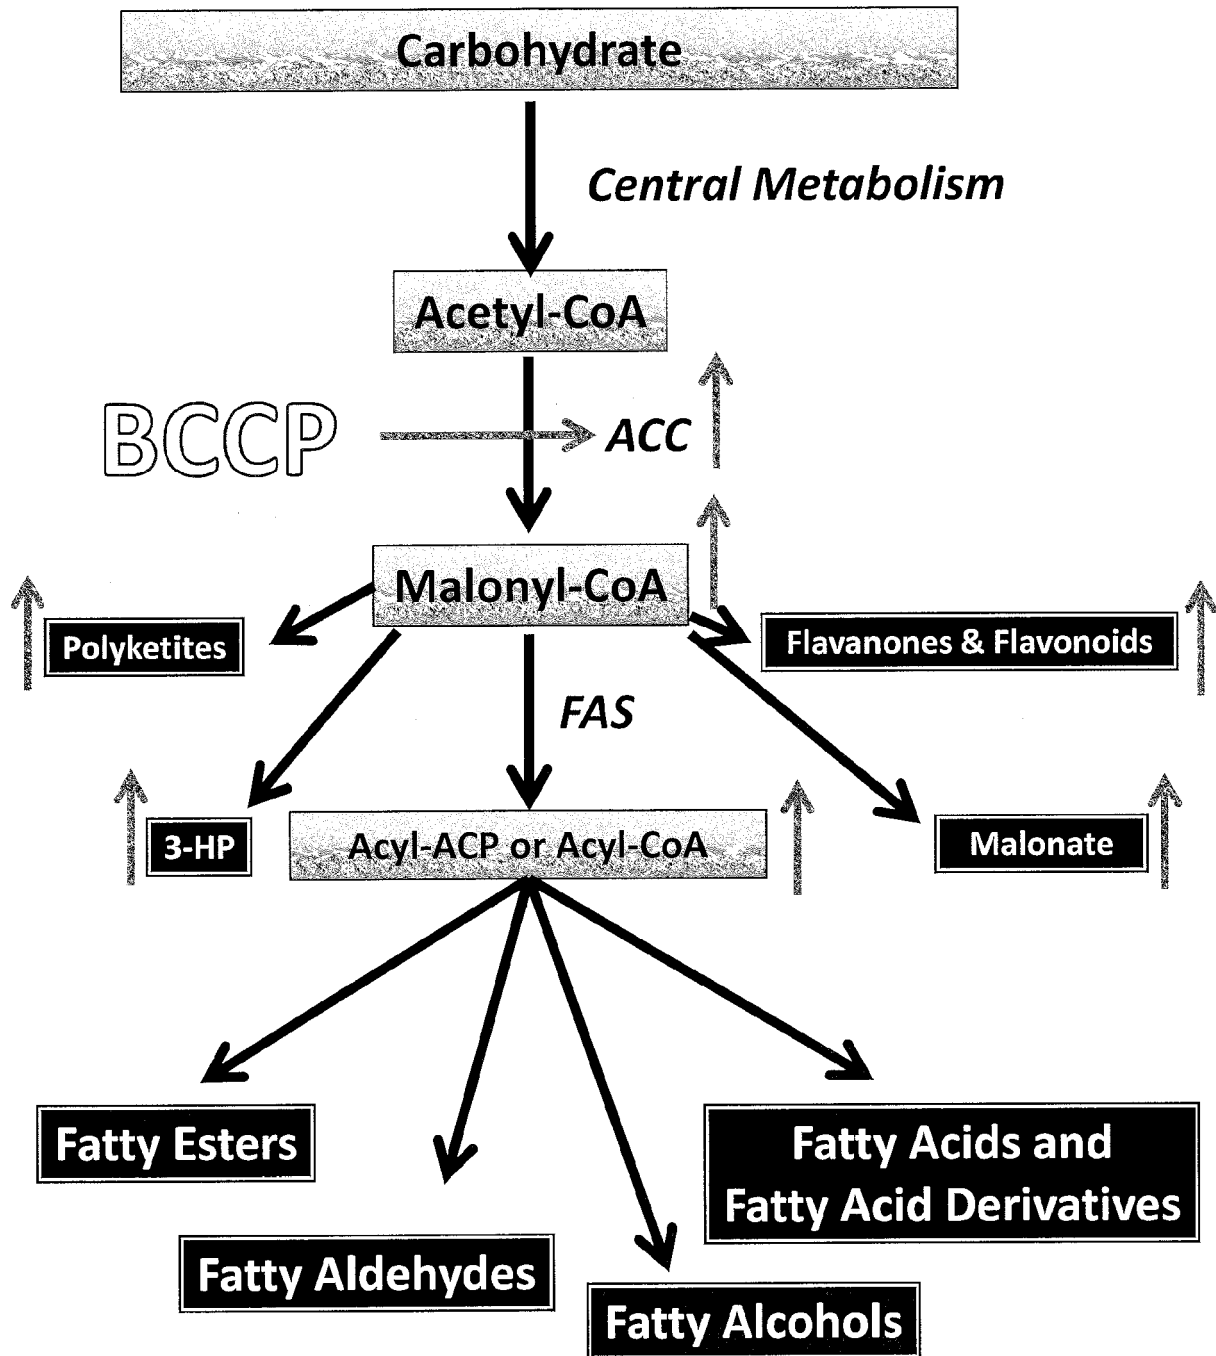 Carbohydrate
Central Metabolism
Acetyl-CoA
BCCP
ACC
Malonyl-CoA
Polyketites
Flavanones & Flavonoids
FAS
3-HP
Acyl-ACP or Acyl-CoA
Malonate
Fatty Esters
Fatty Acids and
Fatty Acid Derivatives
Fatty Aldehydes
Fatty Alcohols